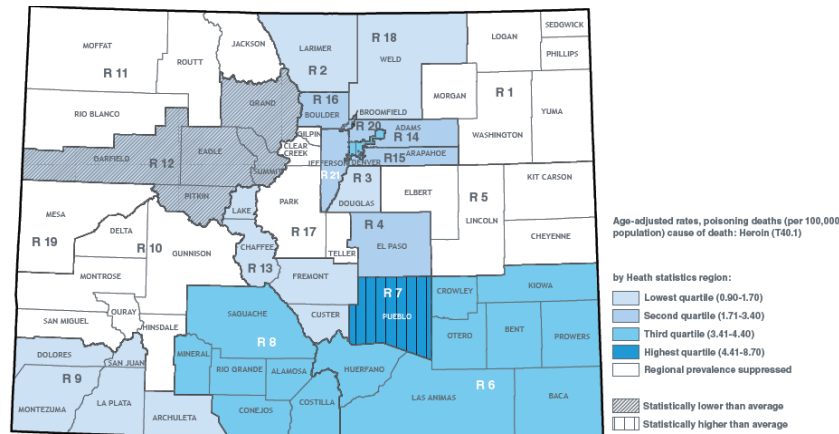 SEDGWICK
LOGAN
JACKSON
MOFFAT
LARIMER
R 18
PHILLIPS
ROUTT
WELD
R 11
R 2
MORGAN
R 1
R 16
YUMA
GRAND
RIO BLANCO
BOULDER
BROOMFIELD
R 20
ADAMS
GILPIN
R 14
WASHINGTON
CLEAR
CREEK
EAGLE
ARAPAHOE
GARFIELD
R 12
JEFFERSON
DENVER
R15
SUMMIT
R 21
R 3
KIT CARSON
PITKIN
ELBERT
R 5
PARK
DOUGLAS
LAKE
MESA
LINCOLN
R 4
DELTA
R 17
CHEYENNE
R 19
R 10
CHAFFEE
EL PASO
GUNNISON
TELLER
R 13
MONTROSE
FREMONT
KIOWA
R 7
CROWLEY
OURAY
CUSTER
PUEBLO
SAN MIGUEL
HINSDALE
SAGUACHE
BENT
OTERO
PROWERS
R 8
DOLORES
MINERAL
SAN JUAN
HUERFANO
RIO GRANDE
ALAMOSA
R 9
R 6
LAS ANIMAS
BACA
LA PLATA
COSTILLA
MONTEZUMA
CONEJOS
ARCHULETA
Age-adjusted rates, poisoning deaths (per 100,000
population) cause of death: Heroin (T40.1)
by Heath statistics region:
Lowest quartile (0.90-1.70)
Second quartile (1.71-3.40)
Third quartile (3.41-4.40)
Highest quartile (4.41-8.70)
Regional prevalence suppressed
Statistically lower than average
Statistically higher than average